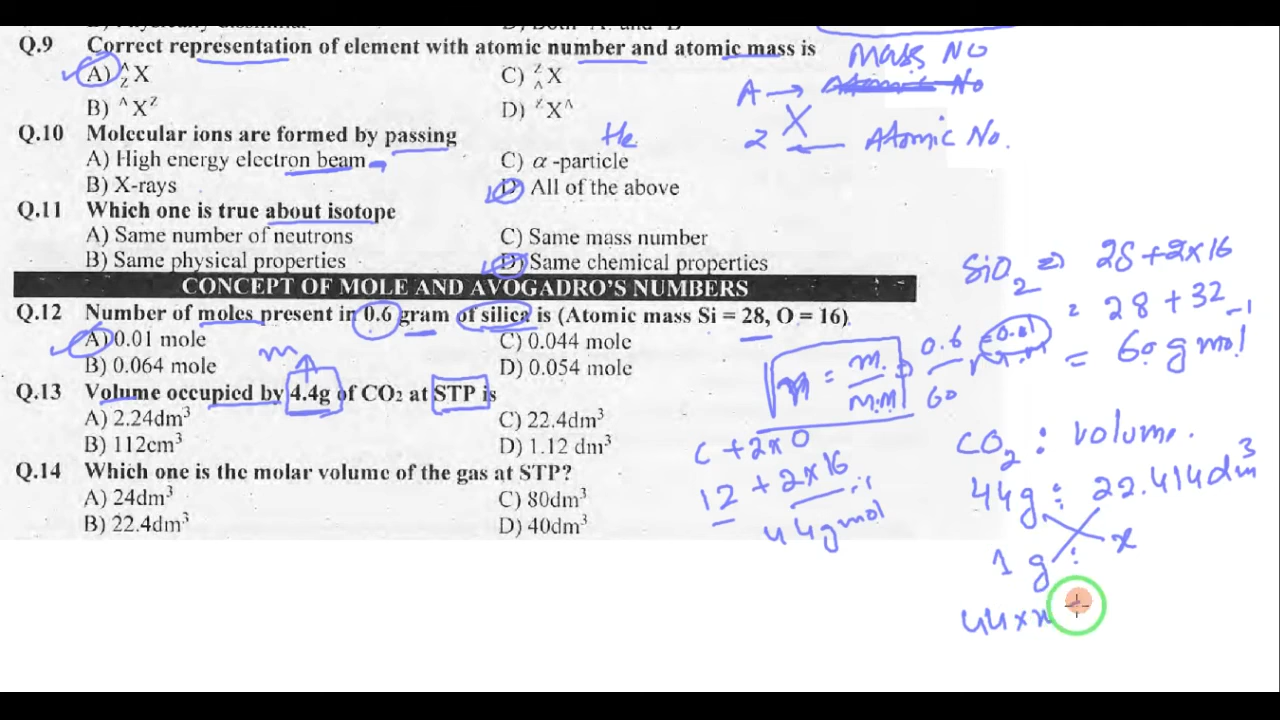 Q.9 Correct representation of element with atomic number and atomic mass is
A) ᴬ_Z X
C) ᶻ_A X
B) ᴬXᶻ
D) ᶻXᴬ
Q.10 Molecular ions are formed by passing
A) High energy electron beam
C) α -particle
B) X-rays
D) All of the above
Q.11 Which one is true about isotope
A) Same number of neutrons
C) Same mass number
B) Same physical properties
D) Same chemical properties
CONCEPT OF MOLE AND AVOGADRO'S NUMBERS
Q.12 Number of moles present in 0.6 gram of silica is (Atomic mass Si = 28, O = 16)
A) 0.01 mole
C) 0.044 mole
B) 0.064 mole
D) 0.054 mole
Q.13 Volume occupied by 4.4g of CO₂ at STP is
A) 2.24dm³
C) 22.4dm³
B) 112cm³
D) 1.12 dm³
Q.14 Which one is the molar volume of the gas at STP?
A) 24dm³
C) 80dm³
B) 22.4dm³
D) 40dm³
Mass No
A → Atomic No
X
Z ← Atomic No.
He
SiO₂ ⇒ 28 + 2×16
= 28 + 32
= 60 g mol⁻¹
m
n = m / M.M
0.6 / 60
= 0.01
C + 2×O
12 + 2×16
44 g mol⁻¹
CO₂ : volume.
44g : 22.414 dm³
1 g : x
44 × x